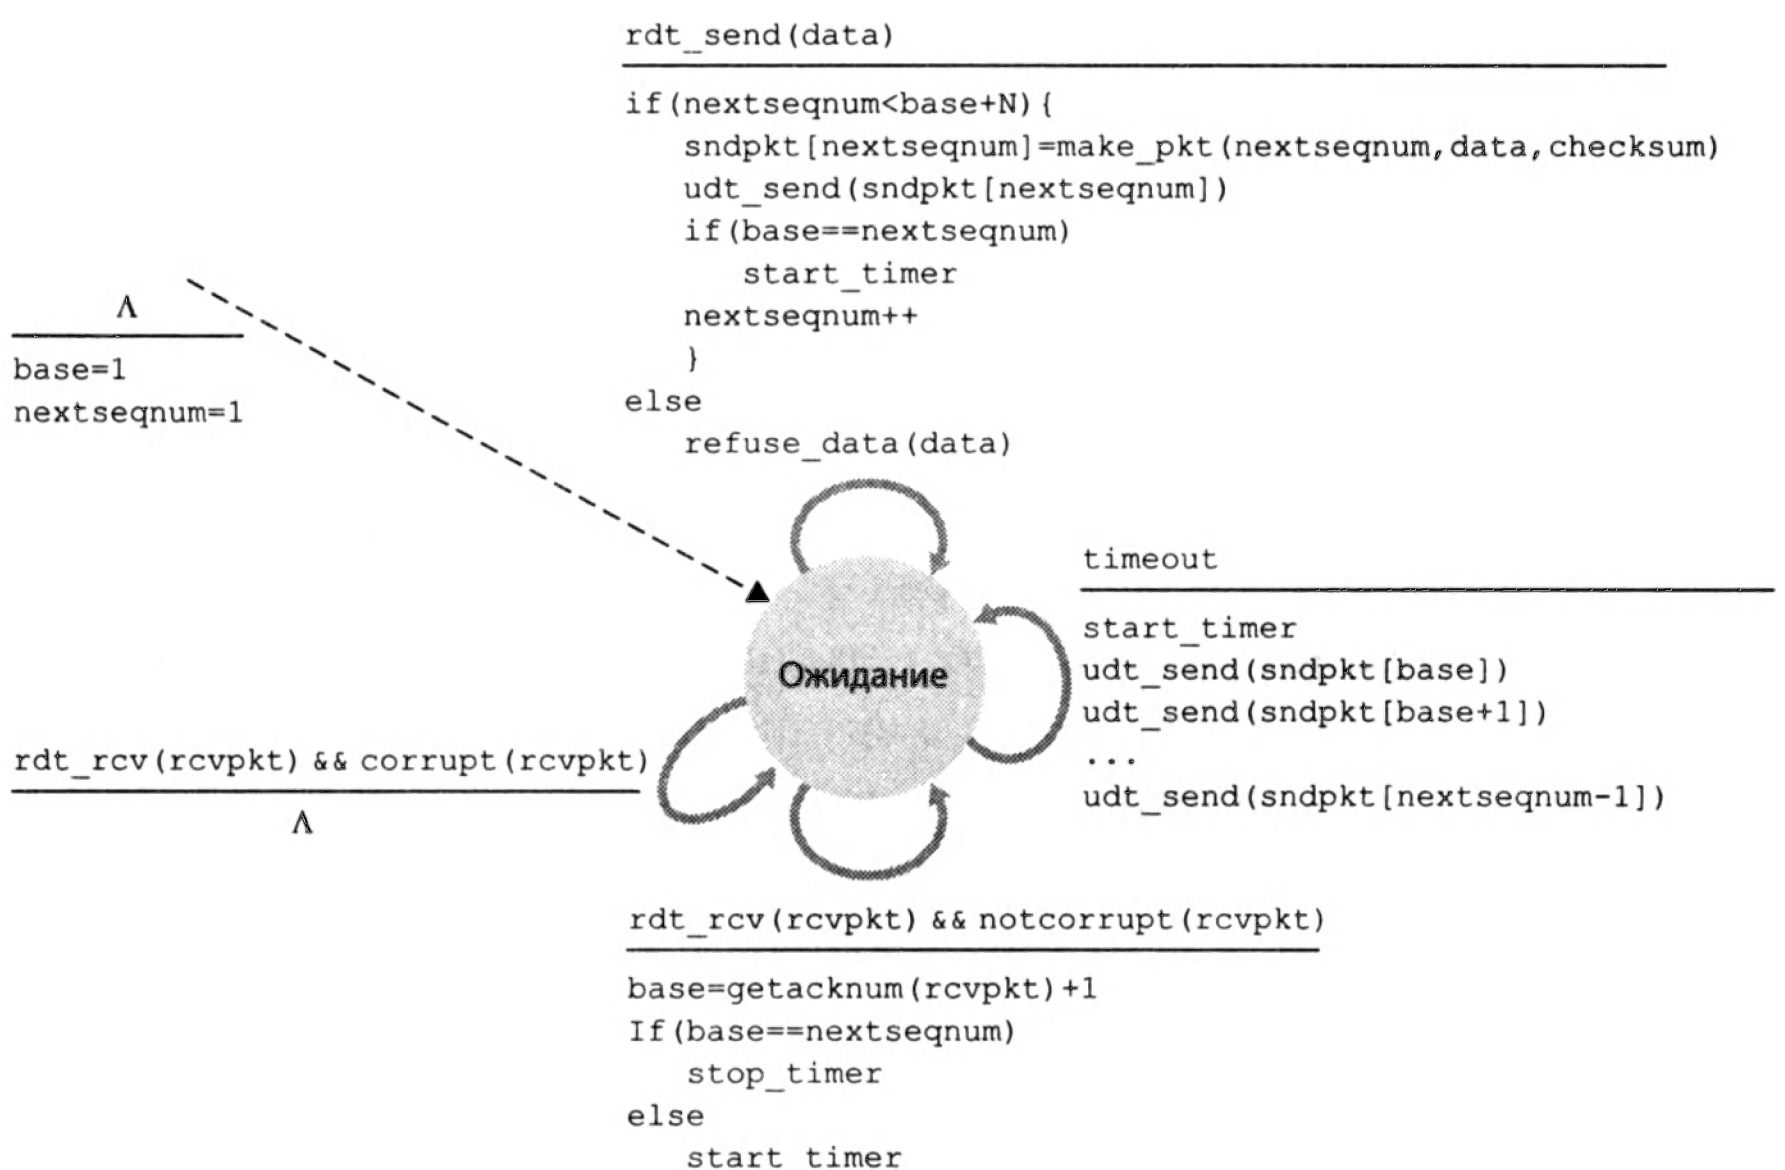 rdt_send(data)
if(nextseqnum<base+N){
sndpkt[nextseqnum]=make_pkt(nextseqnum,data,checksum)
udt_send(sndpkt[nextseqnum])
if(base==nextseqnum)
start_timer
nextseqnum++
}
else
refuse_data(data)
Λ
base=1
nextseqnum=1
timeout
start_timer
udt_send(sndpkt[base])
udt_send(sndpkt[base+1])
...
udt_send(sndpkt[nextseqnum-1])
Ожидание
rdt_rcv(rcvpkt) && corrupt(rcvpkt)
Λ
rdt_rcv(rcvpkt) && notcorrupt(rcvpkt)
base=getacknum(rcvpkt)+1
If(base==nextseqnum)
stop_timer
else
start timer